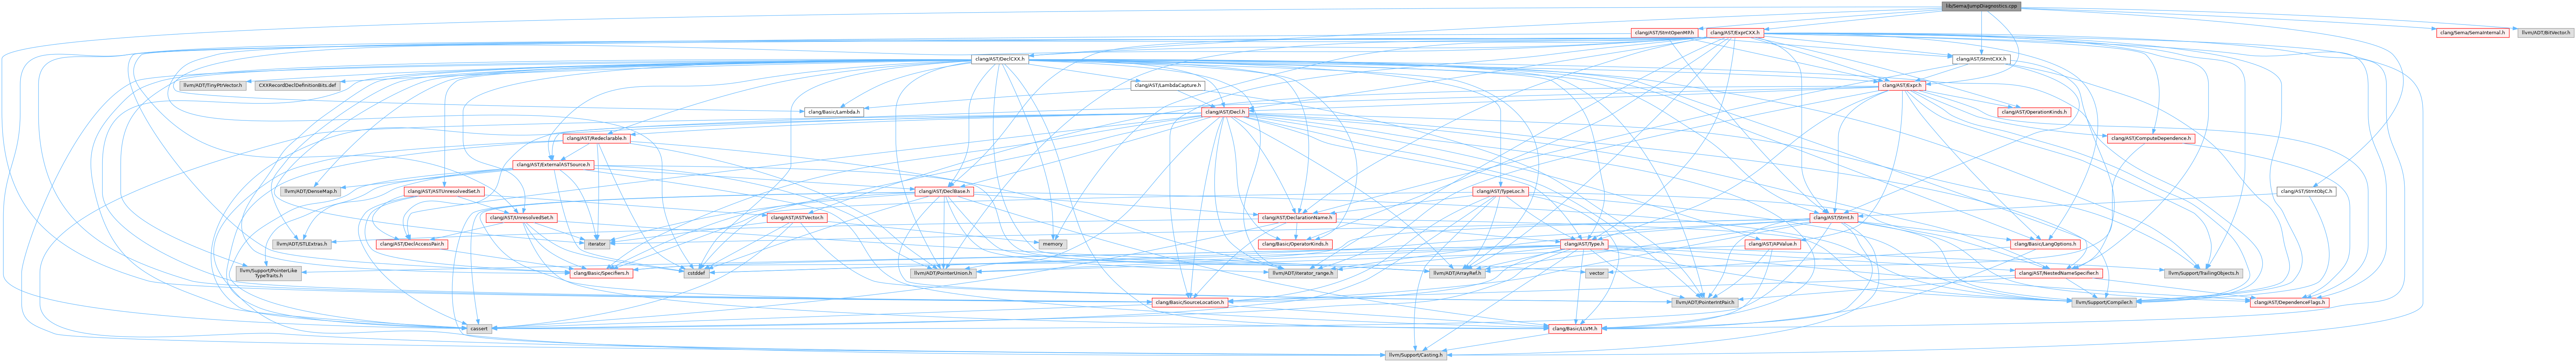 lib/Sema/JumpDiagnostics.cpp
clang/AST/StmtOpenMP.h
clang/AST/ExprCXX.h
clang/Sema/SemaInternal.h
llvm/ADT/BitVector.h
clang/AST/DeclCXX.h
clang/AST/StmtCXX.h
llvm/ADT/TinyPtrVector.h
CXXRecordDeclDefinitionBits.def
clang/AST/LambdaCapture.h
clang/AST/Expr.h
clang/Basic/Lambda.h
clang/AST/Decl.h
clang/AST/OperationKinds.h
clang/AST/Redeclarable.h
clang/AST/ComputeDependence.h
clang/AST/ExternalASTSource.h
llvm/ADT/DenseMap.h
clang/AST/ASTUnresolvedSet.h
clang/AST/DeclBase.h
clang/AST/TypeLoc.h
clang/AST/StmtObjC.h
clang/AST/UnresolvedSet.h
clang/AST/ASTVector.h
clang/AST/DeclarationName.h
clang/AST/Stmt.h
llvm/ADT/STLExtras.h
clang/AST/DeclAccessPair.h
iterator
memory
clang/Basic/OperatorKinds.h
clang/AST/Type.h
clang/AST/APValue.h
clang/Basic/LangOptions.h
llvm/Support/PointerLike
TypeTraits.h
clang/Basic/Specifiers.h
cstddef
llvm/ADT/PointerUnion.h
llvm/ADT/iterator_range.h
llvm/ADT/ArrayRef.h
vector
clang/AST/NestedNameSpecifier.h
llvm/Support/TrailingObjects.h
clang/Basic/SourceLocation.h
llvm/ADT/PointerIntPair.h
llvm/Support/Compiler.h
clang/AST/DependenceFlags.h
cassert
clang/Basic/LLVM.h
llvm/Support/Casting.h